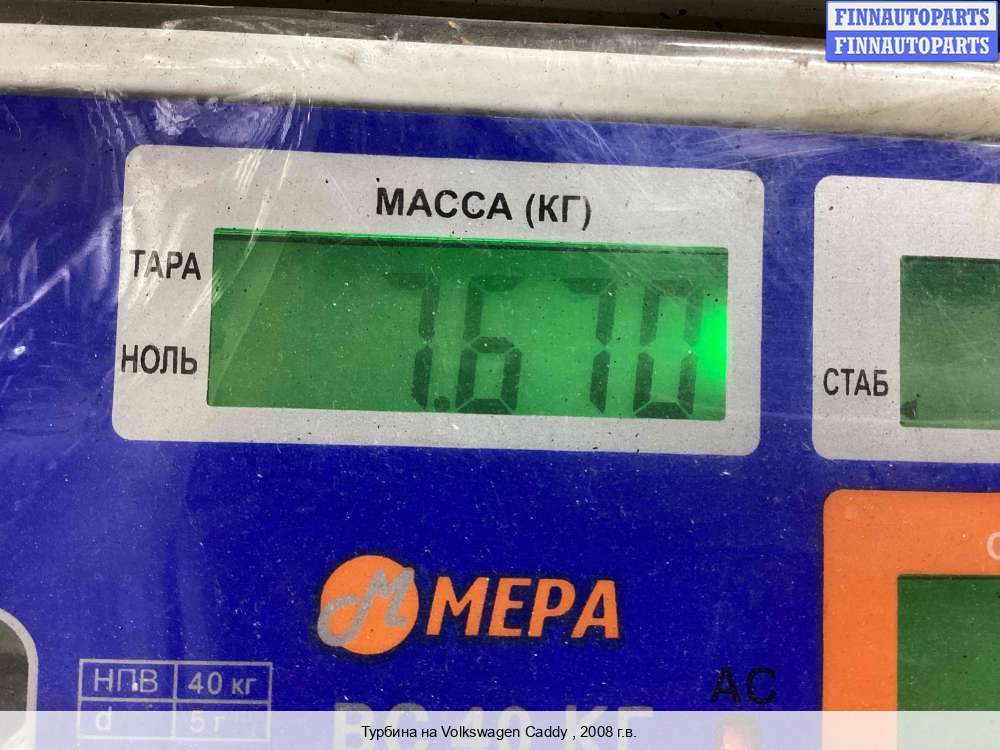 FINNAUTOPARTS
FINNAUTOPARTS
МАССА (КГ)
ТАРА
7.670
НОЛЬ
СТАБ
М МЕРА
НПВ 40 кг
d 5 г
АС
Турбина на Volkswagen Caddy , 2008 г.в.